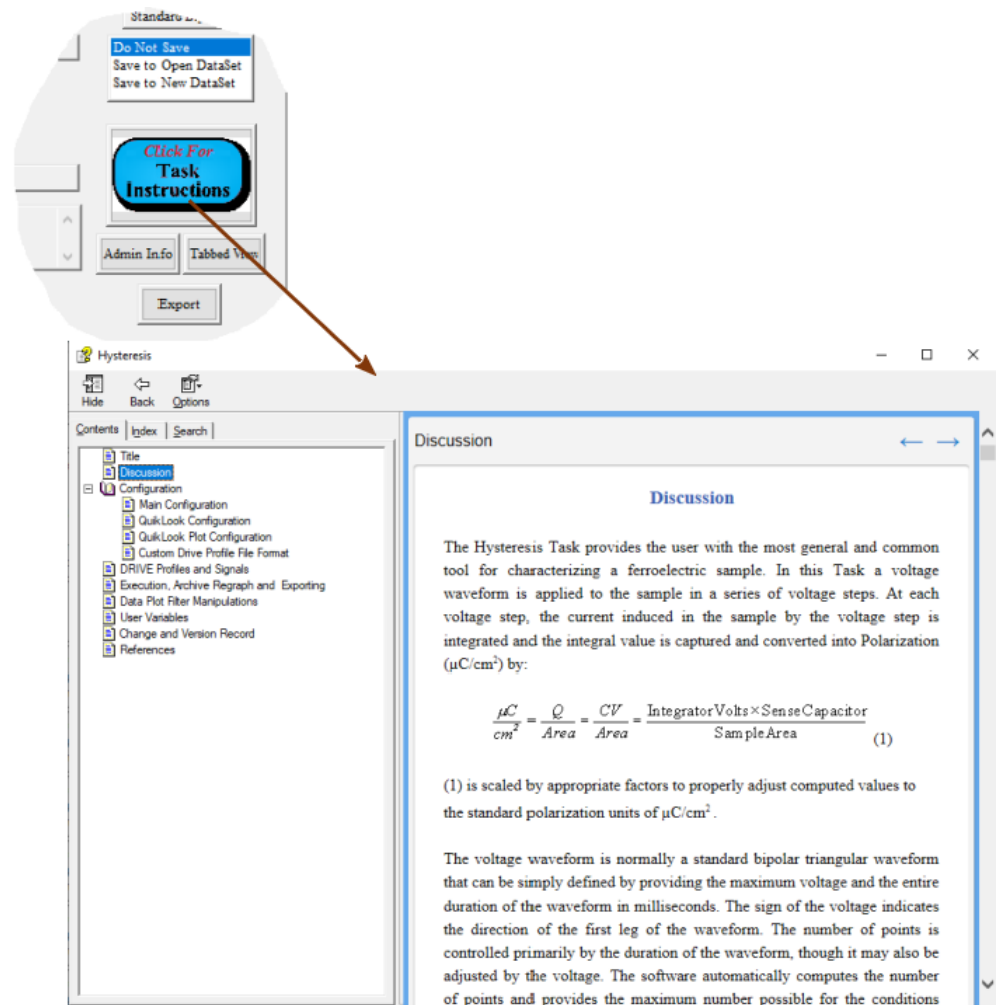 Standard
Do Not Save
Save to Open DataSet
Save to New DataSet
Click For
Task
Instructions
Admin Info
Tabbed View
Export
Hysteresis
Hide
Back
Options
Contents
Index
Search
Title
Discussion
Configuration
Main Configuration
QuikLook Configuration
QuikLook Plot Configuration
Custom Drive Profile File Format
DRIVE Profiles and Signals
Execution, Archive Regraph and Exporting
Data Plot Filter Manipulations
User Variables
Change and Version Record
References
Discussion
Discussion
The Hysteresis Task provides the user with the most general and common
tool for characterizing a ferroelectric sample. In this Task a voltage
waveform is applied to the sample in a series of voltage steps. At each
voltage step, the current induced in the sample by the voltage step is
integrated and the integral value is captured and converted into Polarization
(µC/cm²) by:
µC/cm² = Q/Area = CV/Area = Integrator Volts×Sense Capacitor/Sample Area (1)
(1) is scaled by appropriate factors to properly adjust computed values to
the standard polarization units of µC/cm² .
The voltage waveform is normally a standard bipolar triangular waveform
that can be simply defined by providing the maximum voltage and the entire
duration of the waveform in milliseconds. The sign of the voltage indicates
the direction of the first leg of the waveform. The number of points is
controlled primarily by the duration of the waveform, though it may also be
adjusted by the voltage. The software automatically computes the number
of points and provides the maximum number possible for the conditions